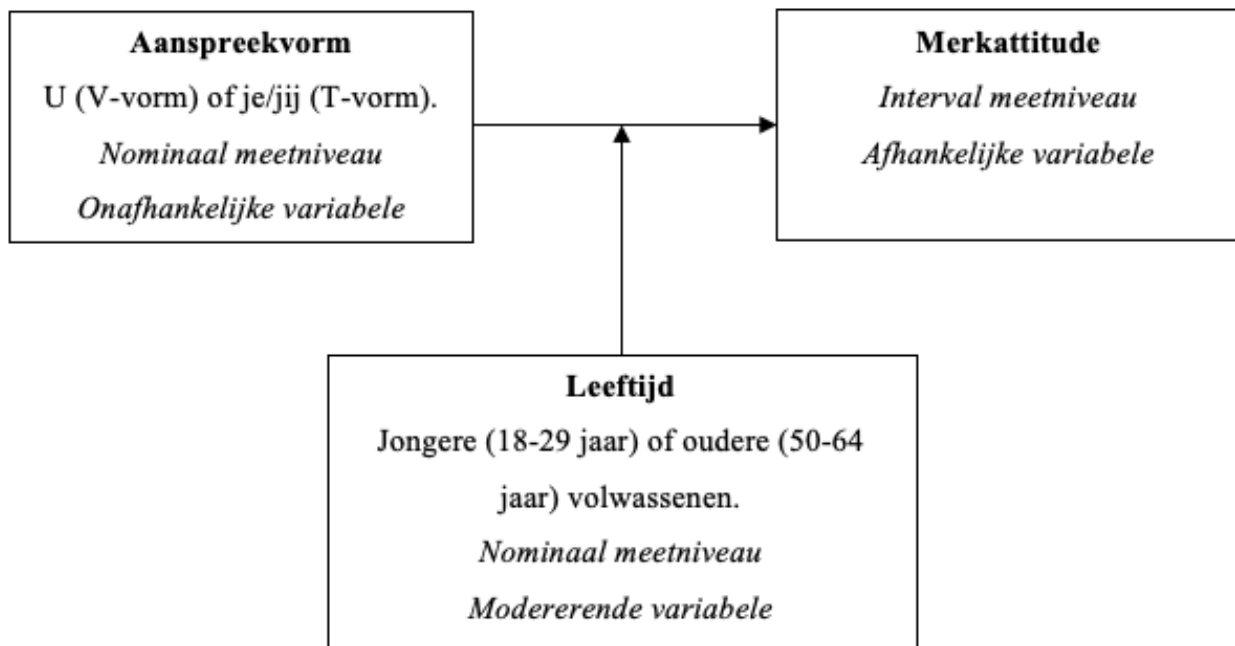 Aanspreekvorm
U (V-vorm) of je/jij (T-vorm).
Nominaal meetniveau
Onafhankelijke variabele
Merkattitude
Interval meetniveau
Afhankelijke variabele
Leeftijd
Jongere (18-29 jaar) of oudere (50-64
jaar) volwassenen.
Nominaal meetniveau
Modererende variabele